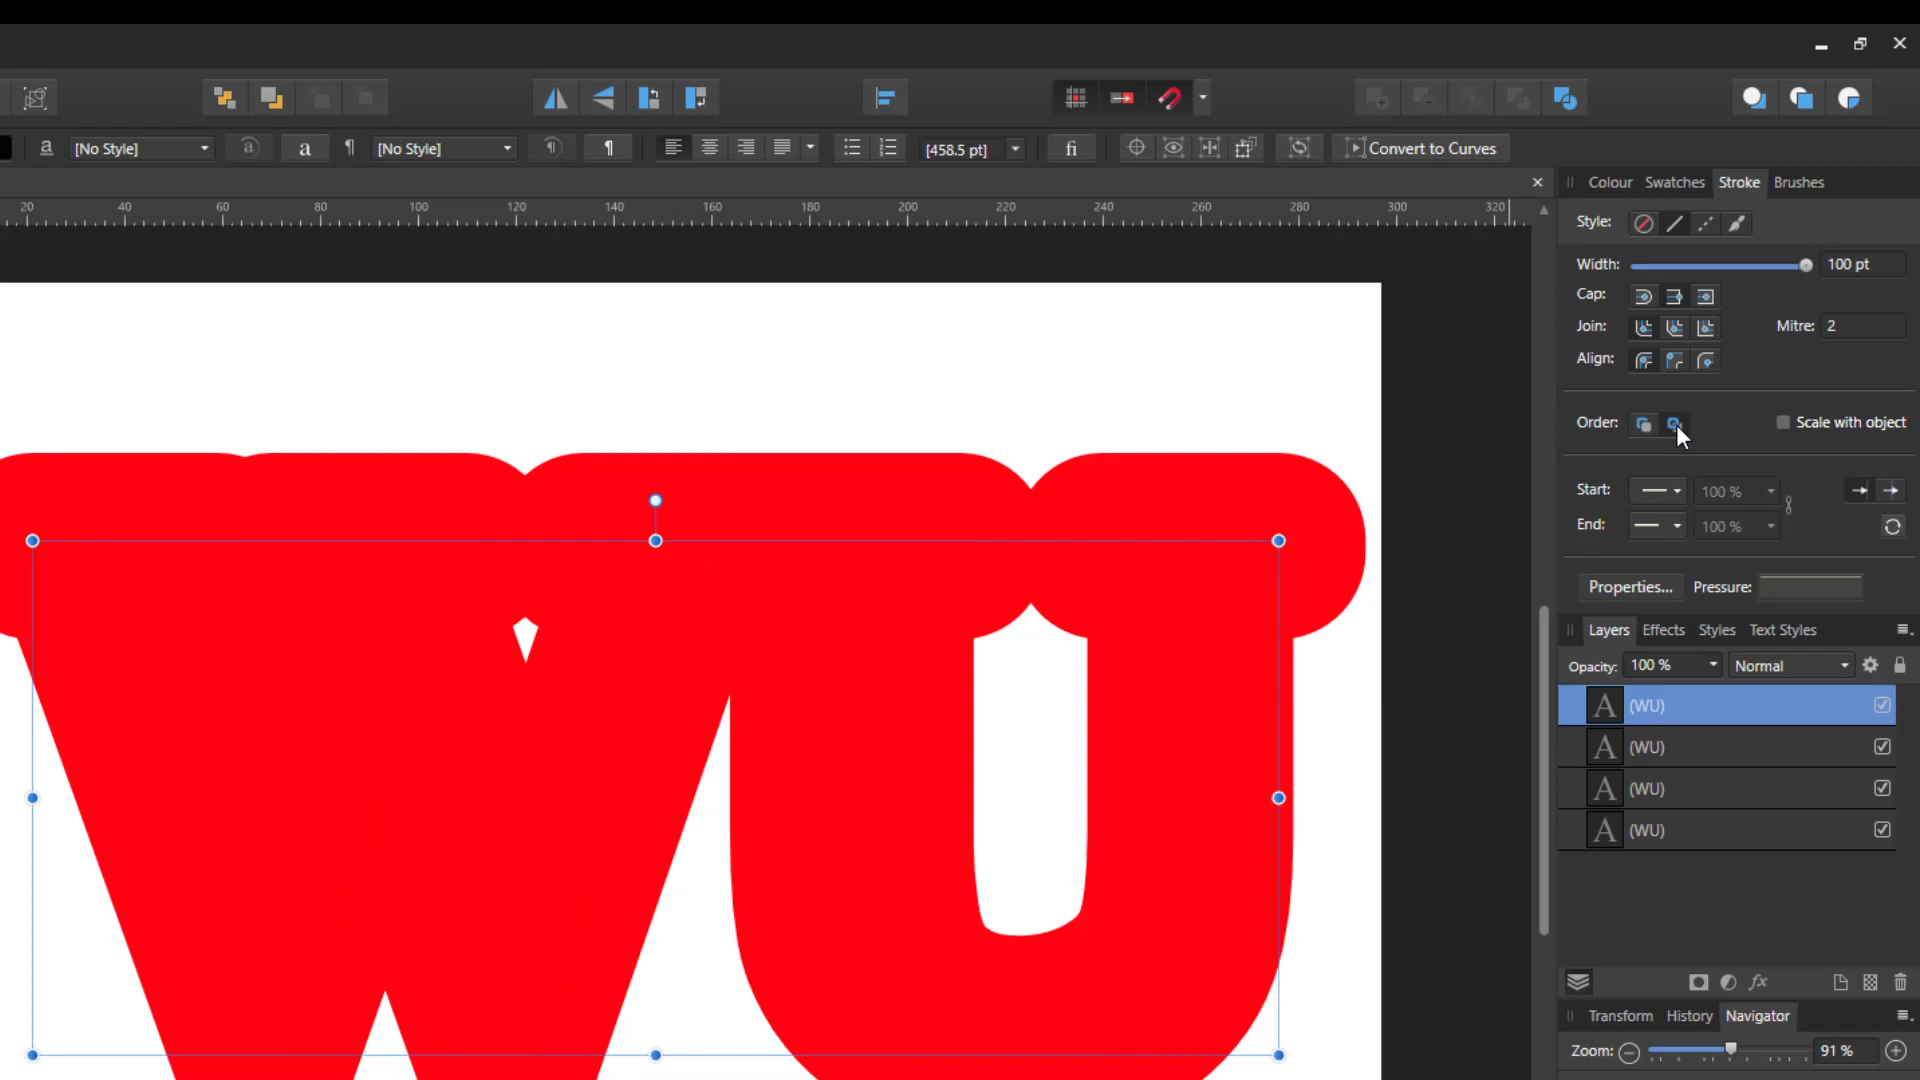 a [No Style] a a ¶ [No Style] ¶ ¶ [458.5 pt] fi Convert to Curves
Colour Swatches Stroke Brushes
20 40 60 80 100 120 140 160 180 200 220 240 260 280 300 320
Style:
Width: 100 pt
Cap:
Join: Mitre: 2
Align:
Order: Scale with object
Start: 100 %
End: 100 %
Properties... Pressure:
Layers Effects Styles Text Styles
Opacity: 100 % Normal
A (WU)
A (WU)
A (WU)
A (WU)
WU
fx
Transform History Navigator
Zoom: 91 %